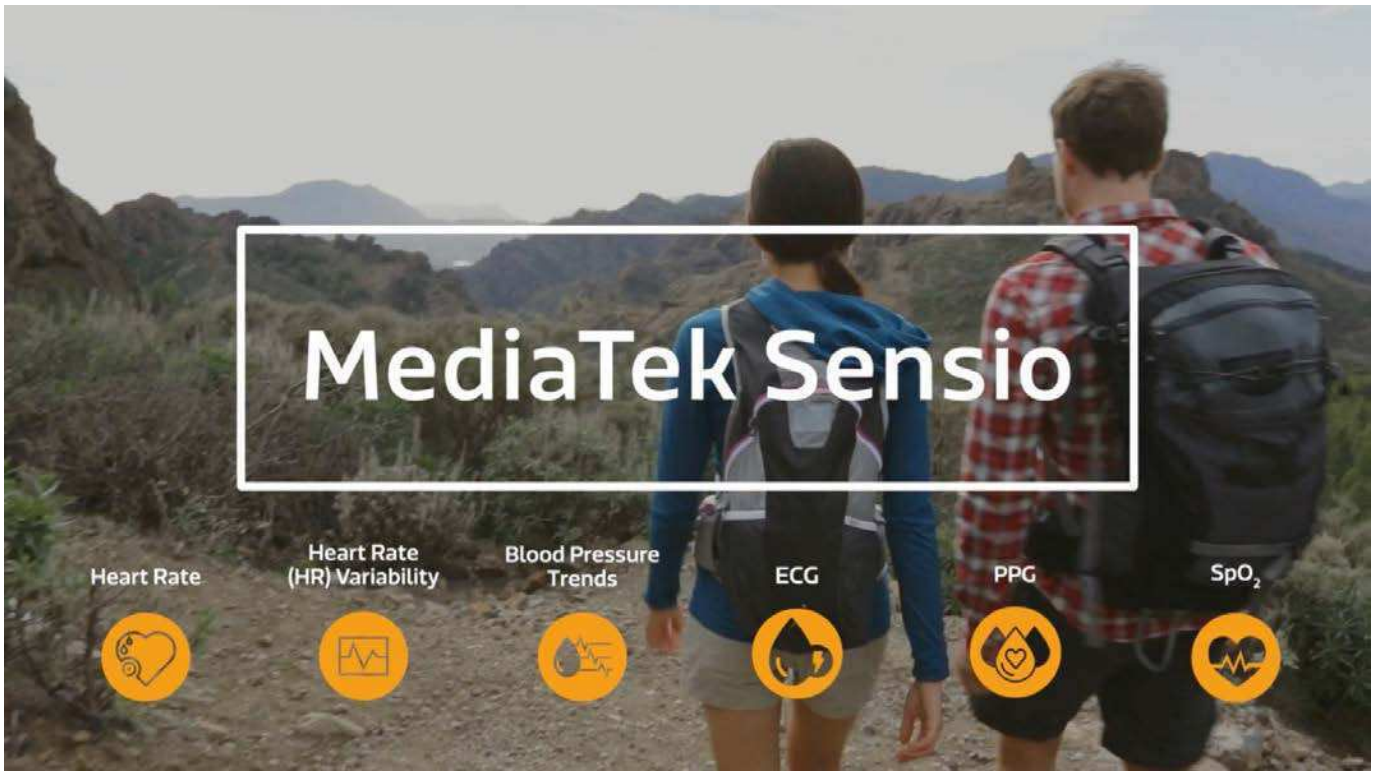 MediaTek Sensio
Heart Rate
Heart Rate
(HR) Variability
Blood Pressure
Trends
ECG
PPG
SpO₂